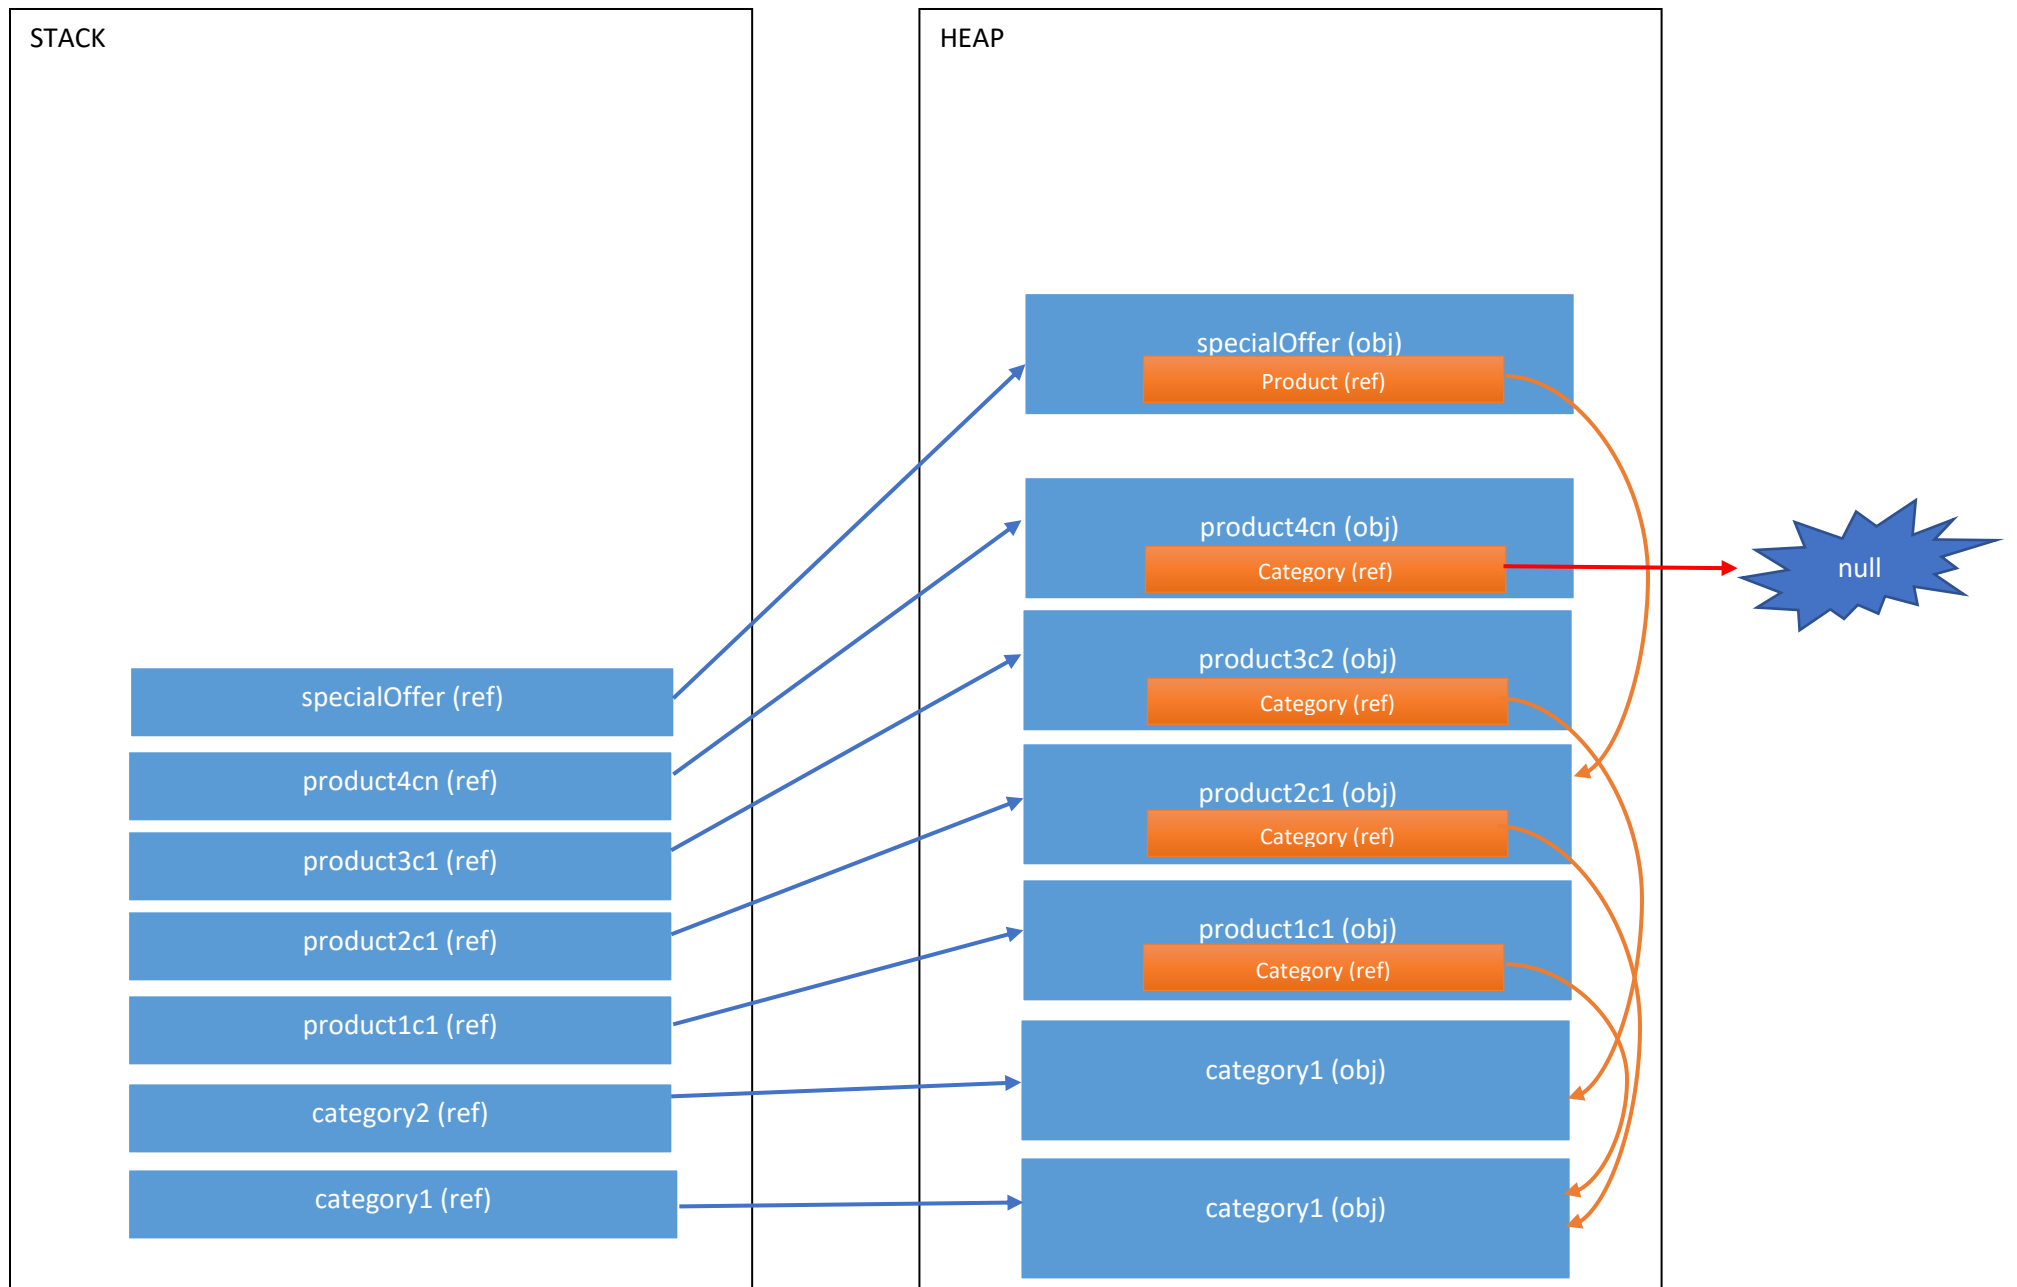 STACK
specialOffer (ref)
product4cn (ref)
product3c1 (ref)
product2c1 (ref)
product1c1 (ref)
category2 (ref)
category1 (ref)
HEAP
specialOffer (obj)
Product (ref)
product4cn (obj)
Category (ref)
product3c2 (obj)
Category (ref)
product2c1 (obj)
Category (ref)
product1c1 (obj)
Category (ref)
category1 (obj)
category1 (obj)
null